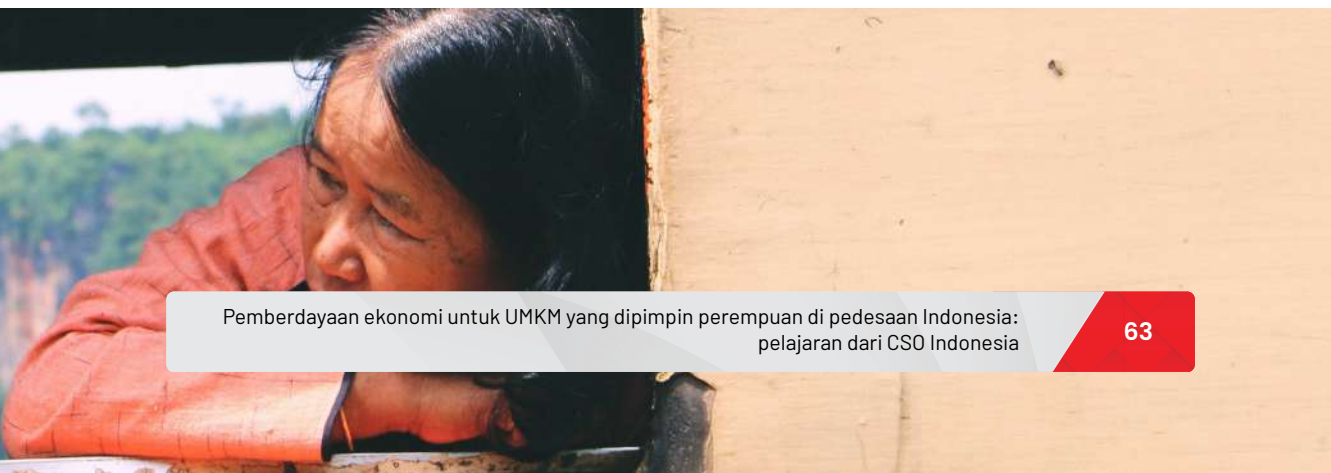 Pemberdayaan ekonomi untuk UMKM yang dipimpin perempuan di pedesaan Indonesia:
pelajaran dari CSO Indonesia
63